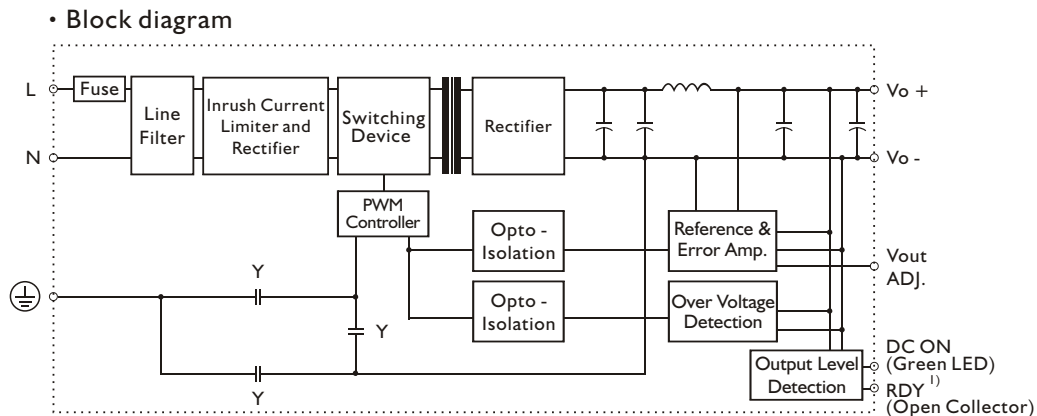 • Block diagram
L
Fuse
Line
Filter
Inrush Current
Limiter and
Rectifier
Switching
Device
Rectifier
Vo +
N
Vo -
PWM
Controller
Opto -
Isolation
Reference &
Error Amp.
Vout
ADJ.
Y
Y
Opto -
Isolation
Over Voltage
Detection
Y
Output Level
Detection
DC ON
(Green LED)
RDY 1)
(Open Collector)